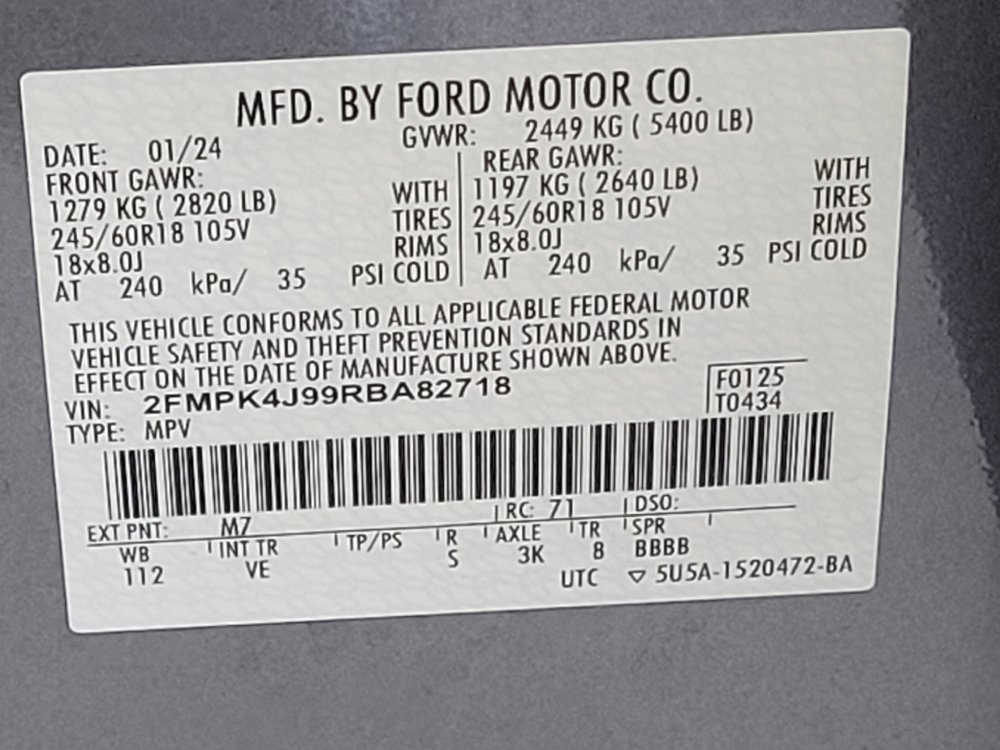 MFD. BY FORD MOTOR CO.
DATE: 01/24 GVWR: 2449 KG ( 5400 LB)
FRONT GAWR: REAR GAWR:
1279 KG ( 2820 LB) WITH 1197 KG ( 2640 LB) WITH
245/60R18 105V TIRES 245/60R18 105V TIRES
18x8.0J RIMS 18x8.0J RIMS
AT 240 kPa/ 35 PSI COLD AT 240 kPa/ 35 PSI COLD
THIS VEHICLE CONFORMS TO ALL APPLICABLE FEDERAL MOTOR
VEHICLE SAFETY AND THEFT PREVENTION STANDARDS IN
EFFECT ON THE DATE OF MANUFACTURE SHOWN ABOVE.
VIN: 2FMPK4J99RBA82718 F0125
TYPE: MPV T0434
EXT PNT: M7 RC: 71 DSO:
WB INT TR TP/PS R AXLE TR SPR
112 VE S 3K 8 BBBB
UTC ▽ 5U5A-1520472-BA